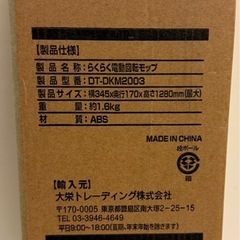 【製品仕様】
製品名称：らくらく電動回転モップ
製品型番：DT-DKM2003
製品サイズ：横345x奥行170x高さ1280mm（最大）
重量：約1.6kg
材質：ABS
MADE IN CHINA
段ボール
【輸入元】
大栄トレーディング株式会社
〒170-0005 東京都豊島区南大塚2-25-15
TEL 03-3946-4649
平日9:00~18:00（夏期、年末年始を除きます）